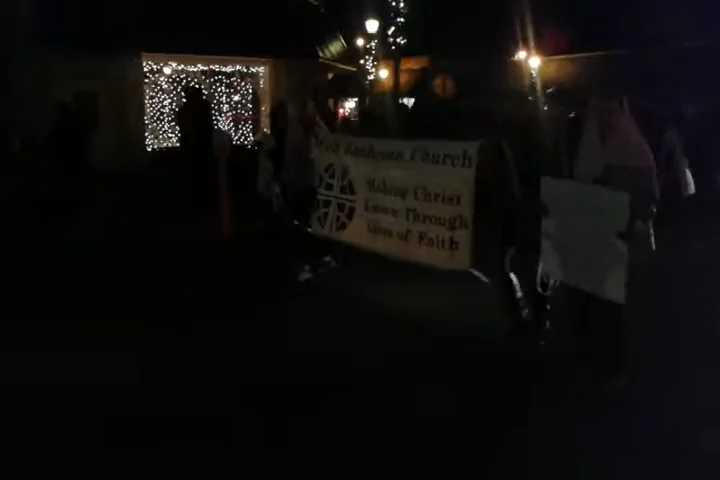 Lutheran Church
Making Christ
Known Through
Lives of Faith